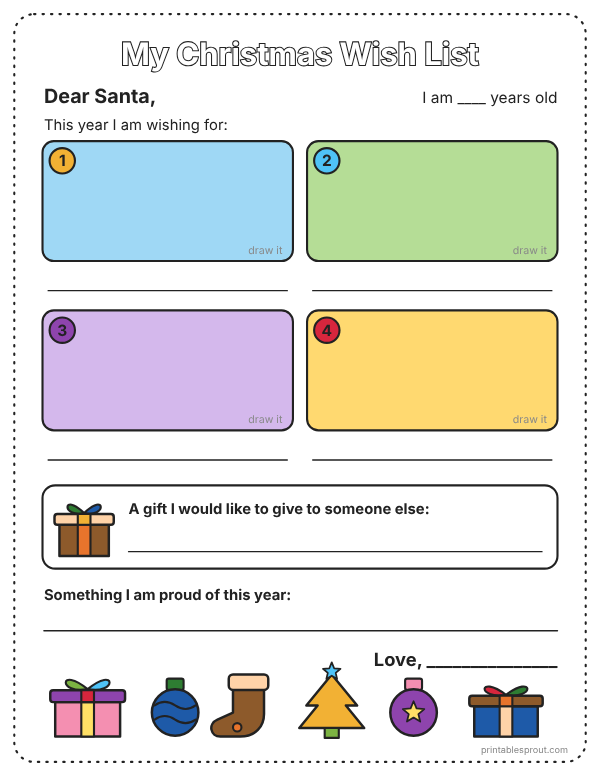 My Christmas Wish List
Dear Santa,
I am ____ years old
This year I am wishing for:
1
2
draw it
draw it
3
4
draw it
draw it
A gift I would like to give to someone else:
Something I am proud of this year:
Love, _______________
printablesprout.com